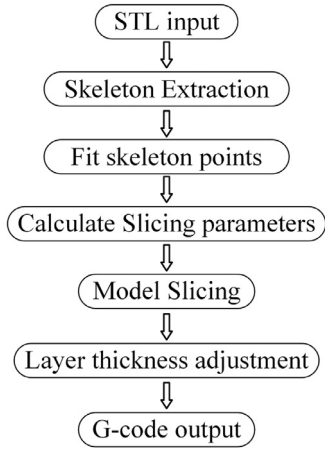 STL input
Skeleton Extraction
Fit skeleton points
Calculate Slicing parameters
Model Slicing
Layer thickness adjustment
G-code output